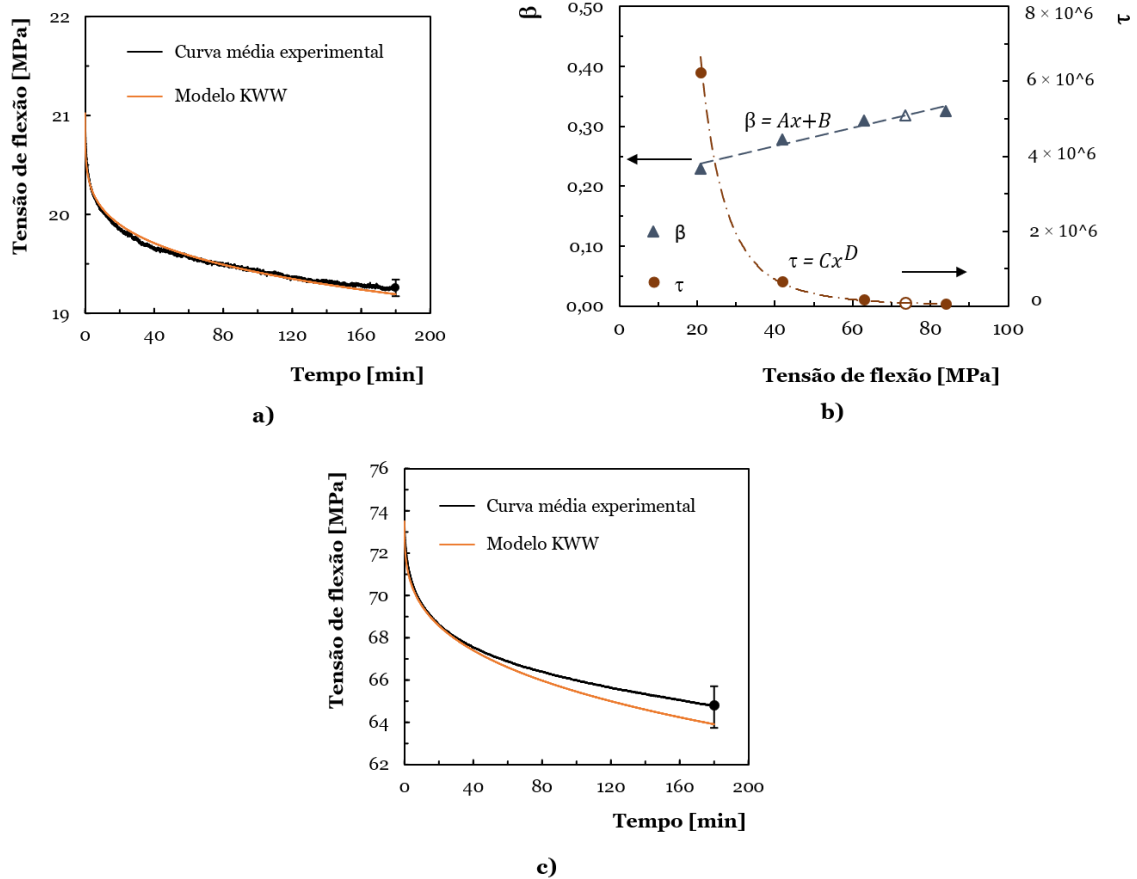 22
21
20
19
0
40
80
120
160
200
Tensão de flexão [MPa]
Tempo [min]
Curva média experimental
Modelo KWW
a)
β
0,50
0,40
0,30
0,20
0,10
0,00
0
20
40
60
80
100
8 × 10^6
6 × 10^6
4 × 10^6
2 × 10^6
0
τ
β = Ax+B
τ = Cx^D
β
τ
Tensão de flexão [MPa]
b)
76
74
72
70
68
66
64
62
0
40
80
120
160
200
Tensão de flexão [MPa]
Curva média experimental
Modelo KWW
Tempo [min]
c)